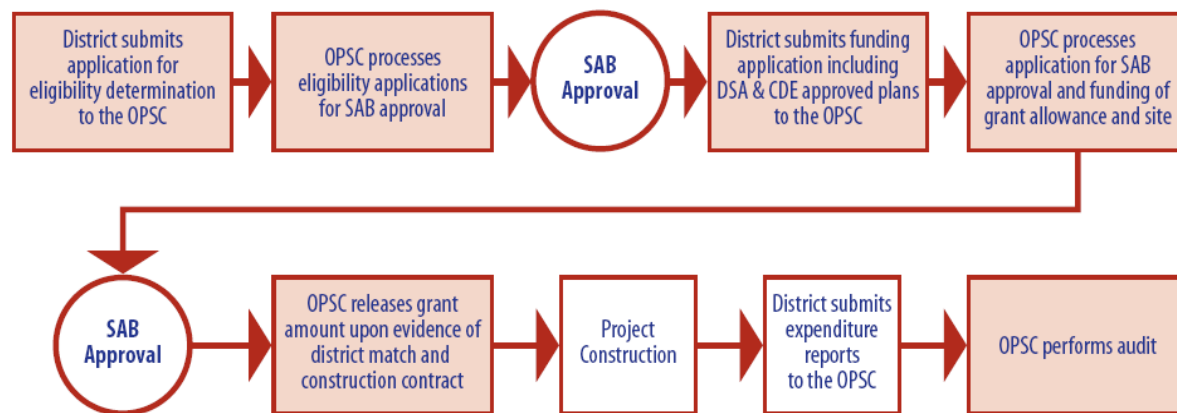 District submits
application for
eligibility determination
to the OPSC
OPSC processes
eligibility applications
for SAB approval
SAB
Approval
District submits funding
application including
DSA & CDE approved plans
to the OPSC
OPSC processes
application for SAB
approval and funding of
grant allowance and site
SAB
Approval
OPSC releases grant
amount upon evidence of
district match and
construction contract
Project
Construction
District submits
expenditure
reports
to the OPSC
OPSC performs audit